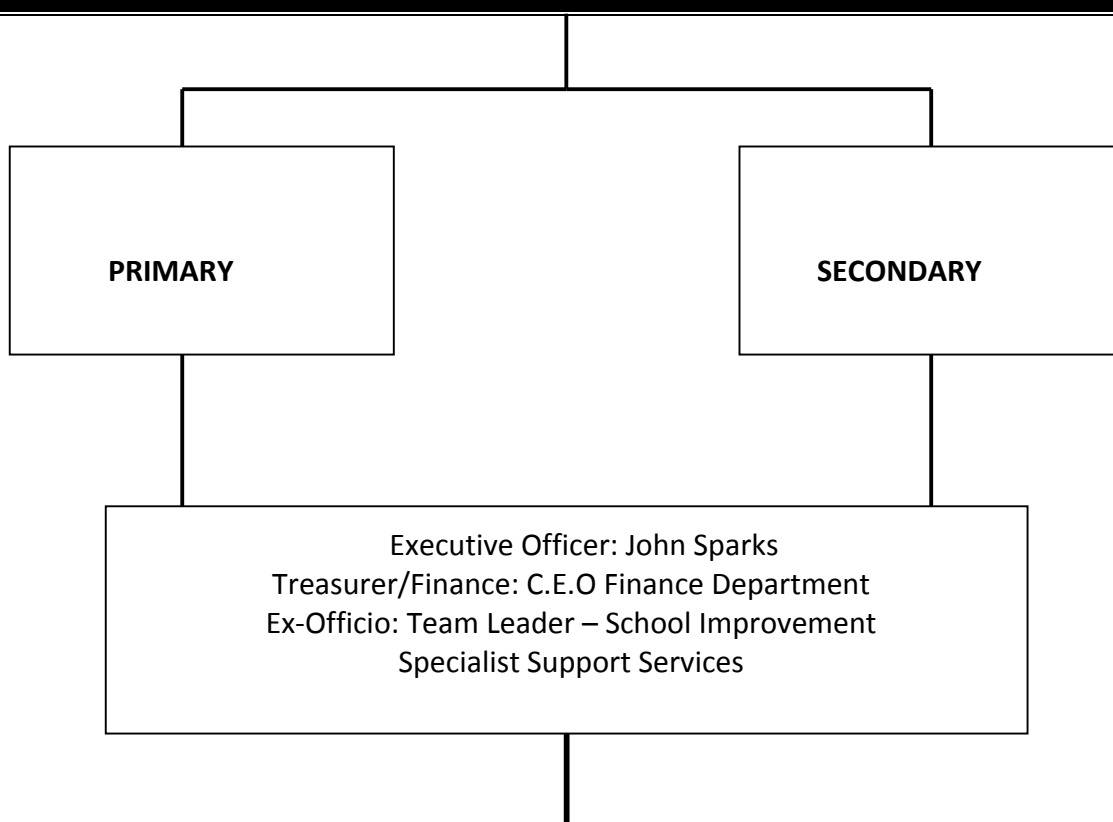 PRIMARY
SECONDARY
Executive Officer: John Sparks
Treasurer/Finance: C.E.O Finance Department
Ex-Officio: Team Leader – School Improvement
Specialist Support Services